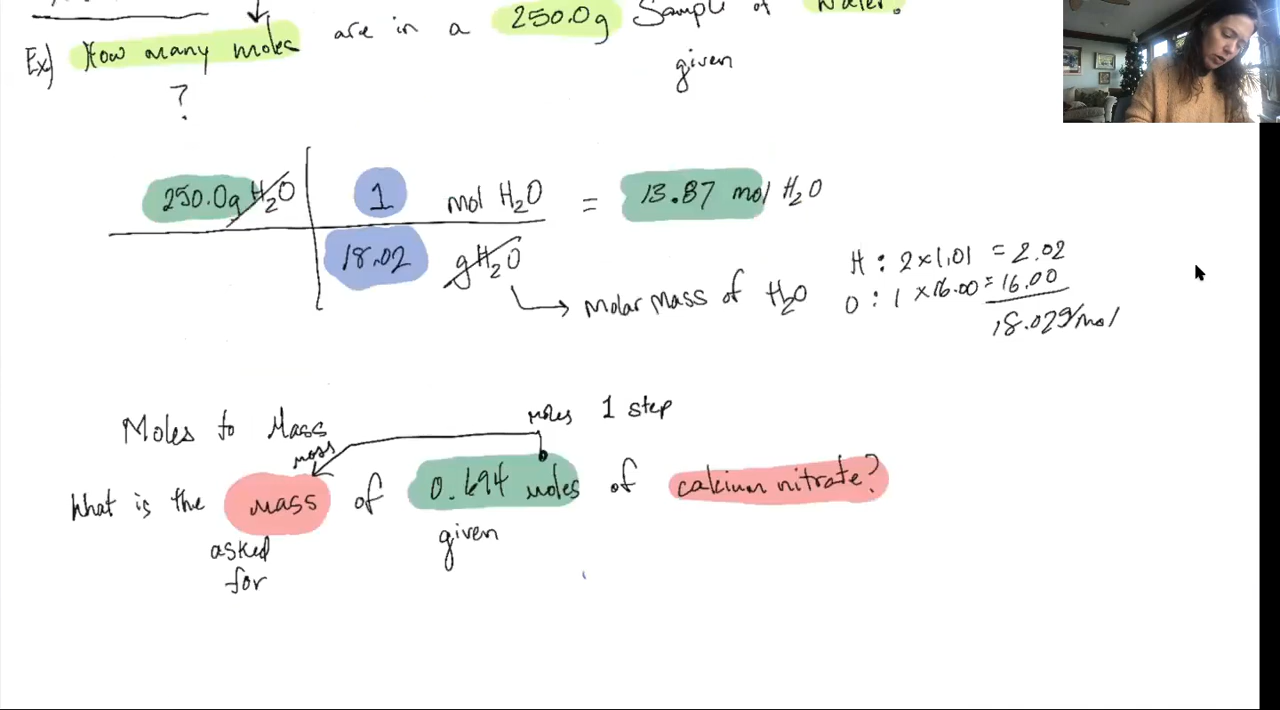 Ex) How many moles are in a 250.0g Sample of Water.
?
given
250.0g H₂O | 1 mol H₂O = 13.87 mol H₂O
18.02 g H₂O
→ Molar Mass of H₂O
H : 2 x 1.01 = 2.02
O : 1 x 16.00 = 16.00
18.02g/mol
Moles to Mass
moles 1 step
mass
What is the mass of 0.694 moles of calcium nitrate?
asked for
given